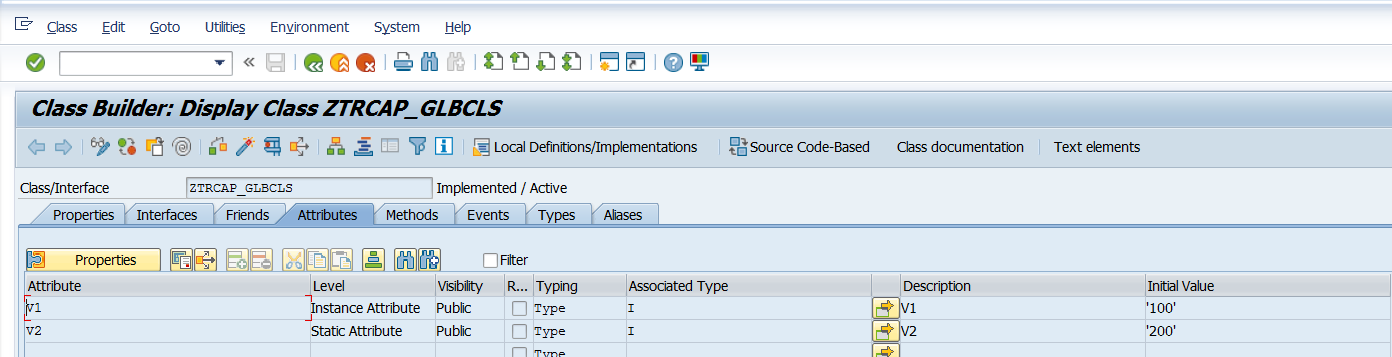 Class Edit Goto Utilities Environment System Help
Class Builder: Display Class ZTRCAP_GLBCLS
Local Definitions/Implementations Source Code-Based Class documentation Text elements
Class/Interface ZTRCAP_GLBCLS Implemented / Active
Properties Interfaces Friends Attributes Methods Events Types Aliases
Properties Filter
Attribute Level Visibility R... Typing Associated Type Description Initial Value
V1 Instance Attribute Public Type I V1 '100'
V2 Static Attribute Public Type I V2 '200'
Type